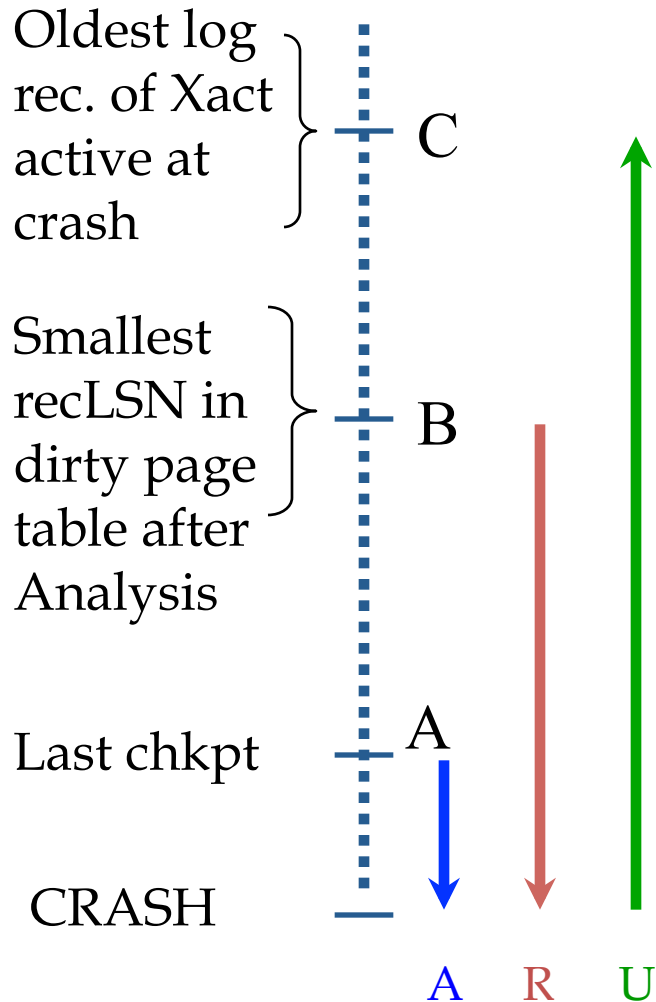 Oldest log
rec. of Xact
active at
crash
C
Smallest
recLSN in
dirty page
table after
Analysis
B
Last chkpt
A
CRASH
A R U